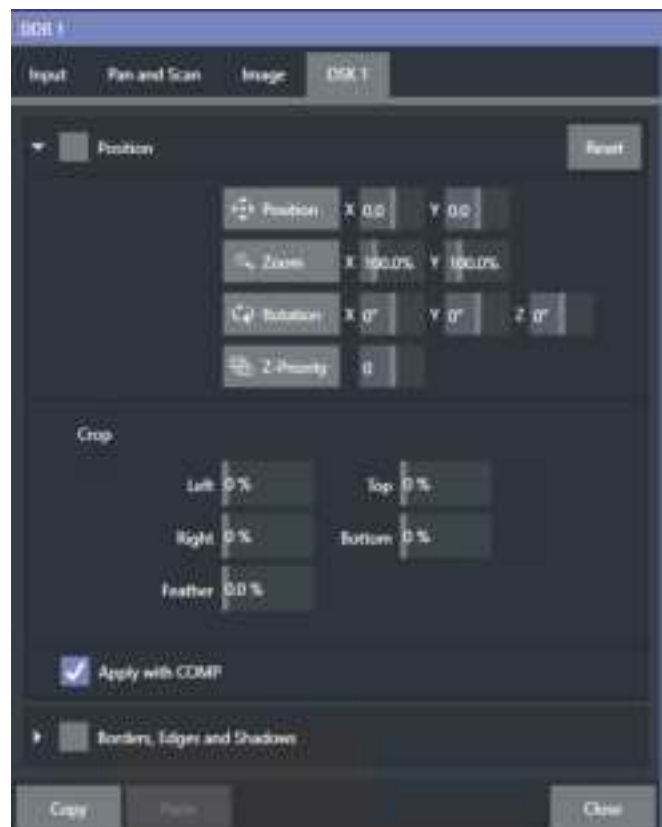 DDR 1
Input Pan and Scan Image DSK 1
Position Reset
Position X 0.0 Y 0.0
Zoom X 100.0% Y 100.0%
Rotation X 0° Y 0° Z 0°
Z-Priority 0
Crop
Left 0 % Top 0 %
Right 0 % Bottom 0 %
Feather 0.0 %
Apply with COMP
Borders, Edges and Shadows
Copy Paste Close